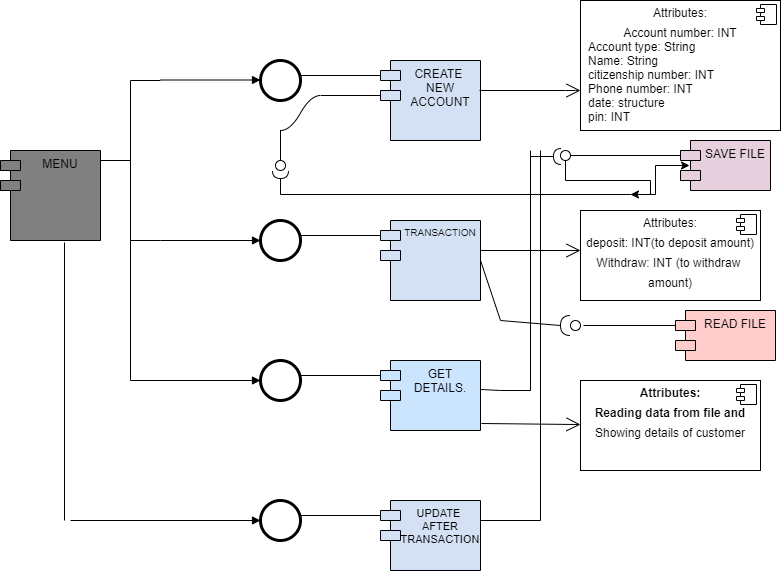 Attributes:
Account number: INT
Account type: String
Name: String
citizenship number: INT
Phone number: INT
date: structure
pin: INT
CREATE
NEW
ACCOUNT
MENU
SAVE FILE
TRANSACTION
Attributes:
deposit: INT(to deposit amount)
Withdraw: INT (to withdraw
amount)
READ FILE
GET
DETAILS.
Attributes:
Reading data from file and
Showing details of customer
UPDATE
AFTER
TRANSACTION